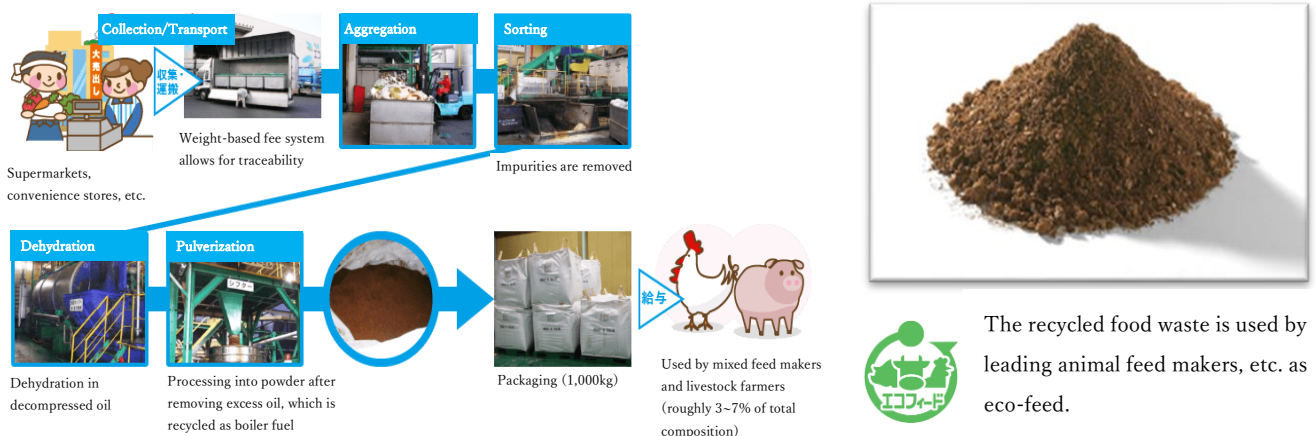 Collection/Transport
Aggregation
Sorting
大売出し
収集・
運搬
Weight-based fee system
allows for traceability
Impurities are removed
Supermarkets,
convenience stores, etc.
Dehydration
Pulverization
シフター
給与
Dehydration in
decompressed oil
Processing into powder after
removing excess oil, which is
recycled as boiler fuel
Packaging (1,000kg)
Used by mixed feed makers
and livestock farmers
(roughly 3~7% of total
composition)
エコフィード
The recycled food waste is used by
leading animal feed makers, etc. as
eco-feed.